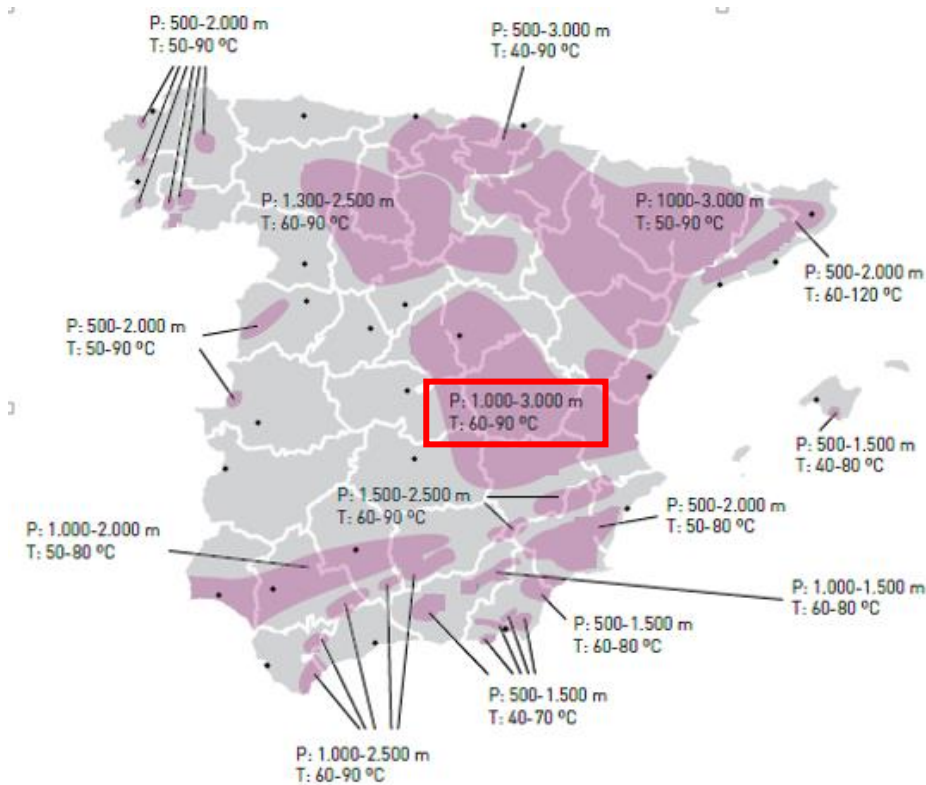 P: 500-2.000 m
T: 50-90 ºC
P: 500-3.000 m
T: 40-90 ºC
P: 1.300-2.500 m
T: 60-90 ºC
P: 1000-3.000 m
T: 50-90 ºC
P: 500-2.000 m
T: 60-120 ºC
P: 500-2.000 m
T: 50-90 ºC
P: 1.000-3.000 m
T: 60-90 ºC
P: 500-1.500 m
T: 40-80 ºC
P: 1.500-2.500 m
T: 60-90 ºC
P: 500-2.000 m
T: 50-80 ºC
P: 1.000-2.000 m
T: 50-80 ºC
P: 1.000-1.500 m
T: 60-80 ºC
P: 500-1.500 m
T: 60-80 ºC
P: 500-1.500 m
T: 40-70 ºC
P: 1.000-2.500 m
T: 60-90 ºC